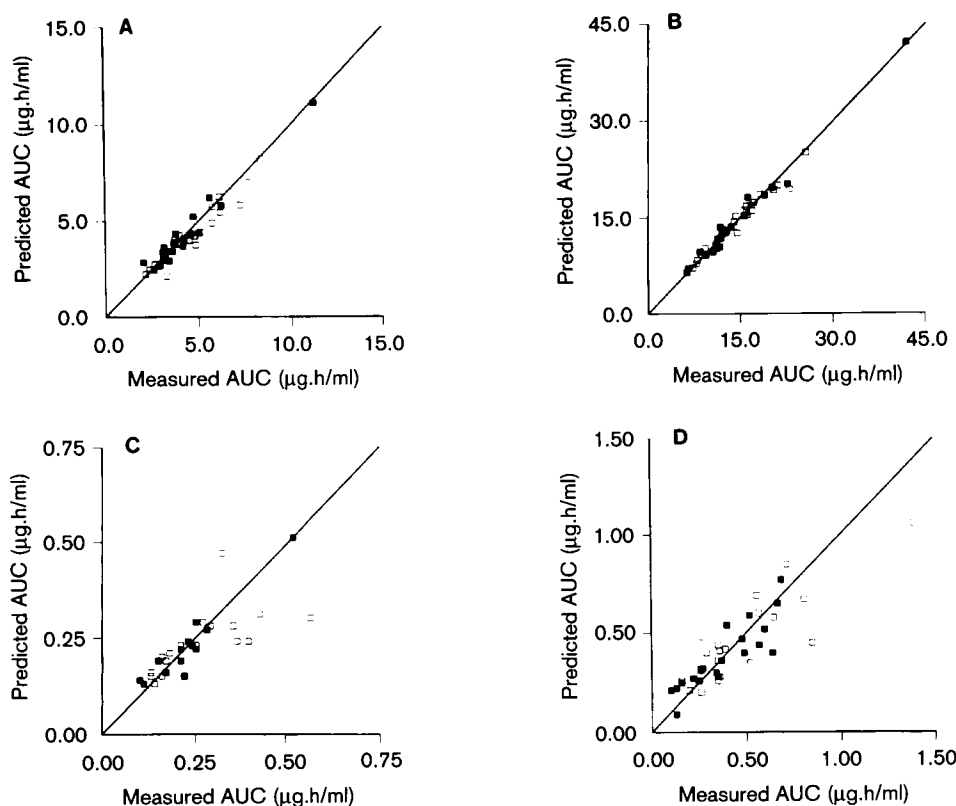 A
15.0
10.0
5.0
0.0
Predicted AUC (µg.h/ml)
0.0 5.0 10.0 15.0
Measured AUC (µg.h/ml)
B
45.0
30.0
15.0
0.0
Predicted AUC (µg.h/ml)
0.0 15.0 30.0 45.0
Measured AUC (µg.h/ml)
C
0.75
0.50
0.25
0.00
Predicted AUC (µg.h/ml)
0.00 0.25 0.50 0.75
Measured AUC (µg.h/ml)
D
1.50
1.00
0.50
0.00
Predicted AUC (µg.h/ml)
0.00 0.50 1.00 1.50
Measured AUC (µg.h/ml)